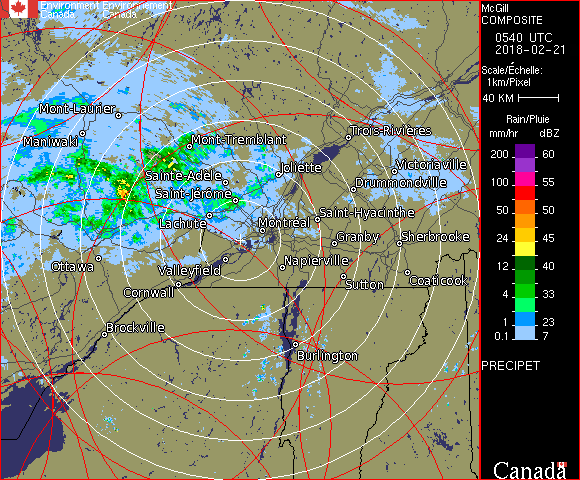 Environment Environnement
Canada Canada
McGill
COMPOSITE
0540 UTC
2018-02-21
Scale/Échelle:
1km/Pixel
40 KM
Rain/Pluie
mm/hr dBZ
200 60
100 55
50 50
24 45
12 40
4 33
1 23
0.1 7
PRECIPET
Canada
Mont-Laurier
Maniwaki
Mont-Tremblant
Trois-Rivières
Joliette
Victoriaville
Sainte-Adèle
Drummondville
Saint-Jérôme
Saint-Hyacinthe
Lachute
Montréal
Granby
Sherbrooke
Ottawa
Valleyfield
Napierville
Sutton
Coaticook
Cornwall
Brockville
Burlington